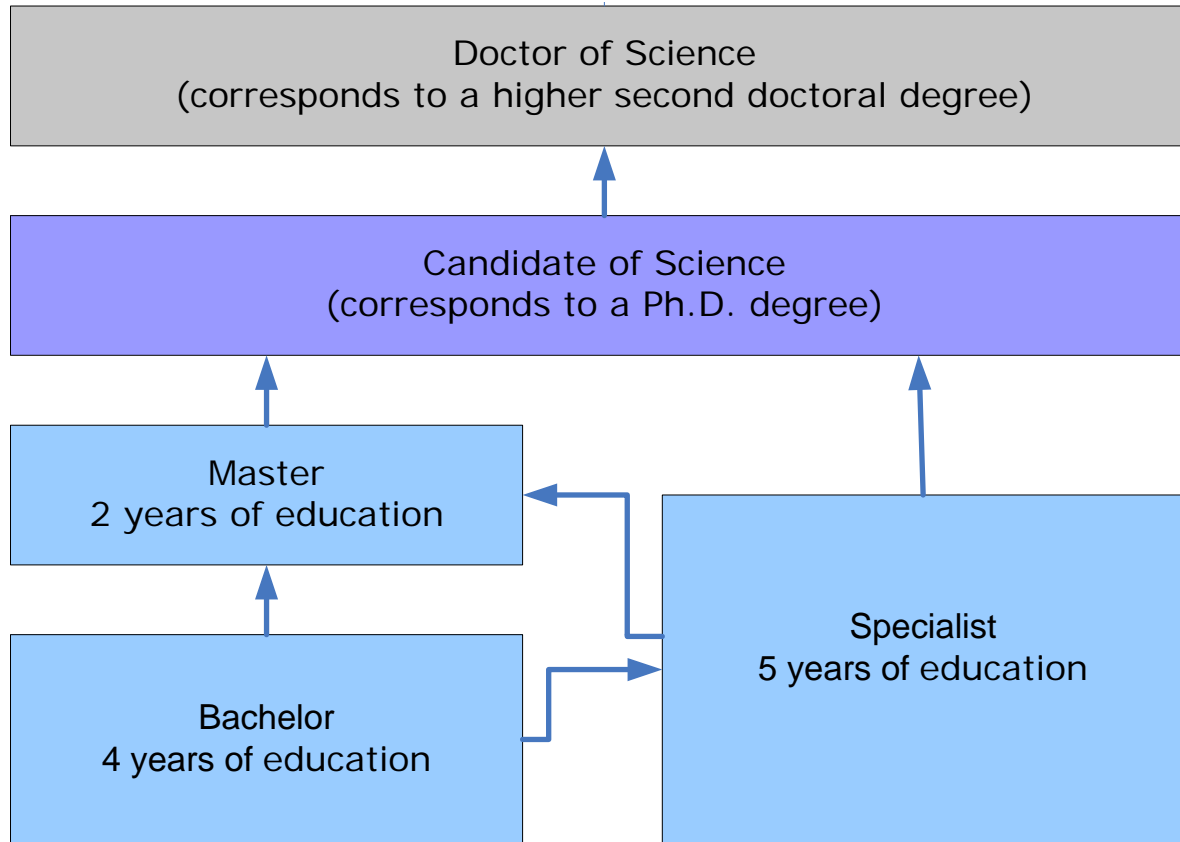 Doctor of Science
(corresponds to a higher second doctoral degree)
Candidate of Science
(corresponds to a Ph.D. degree)
Master
2 years of education
Specialist
5 years of education
Bachelor
4 years of education